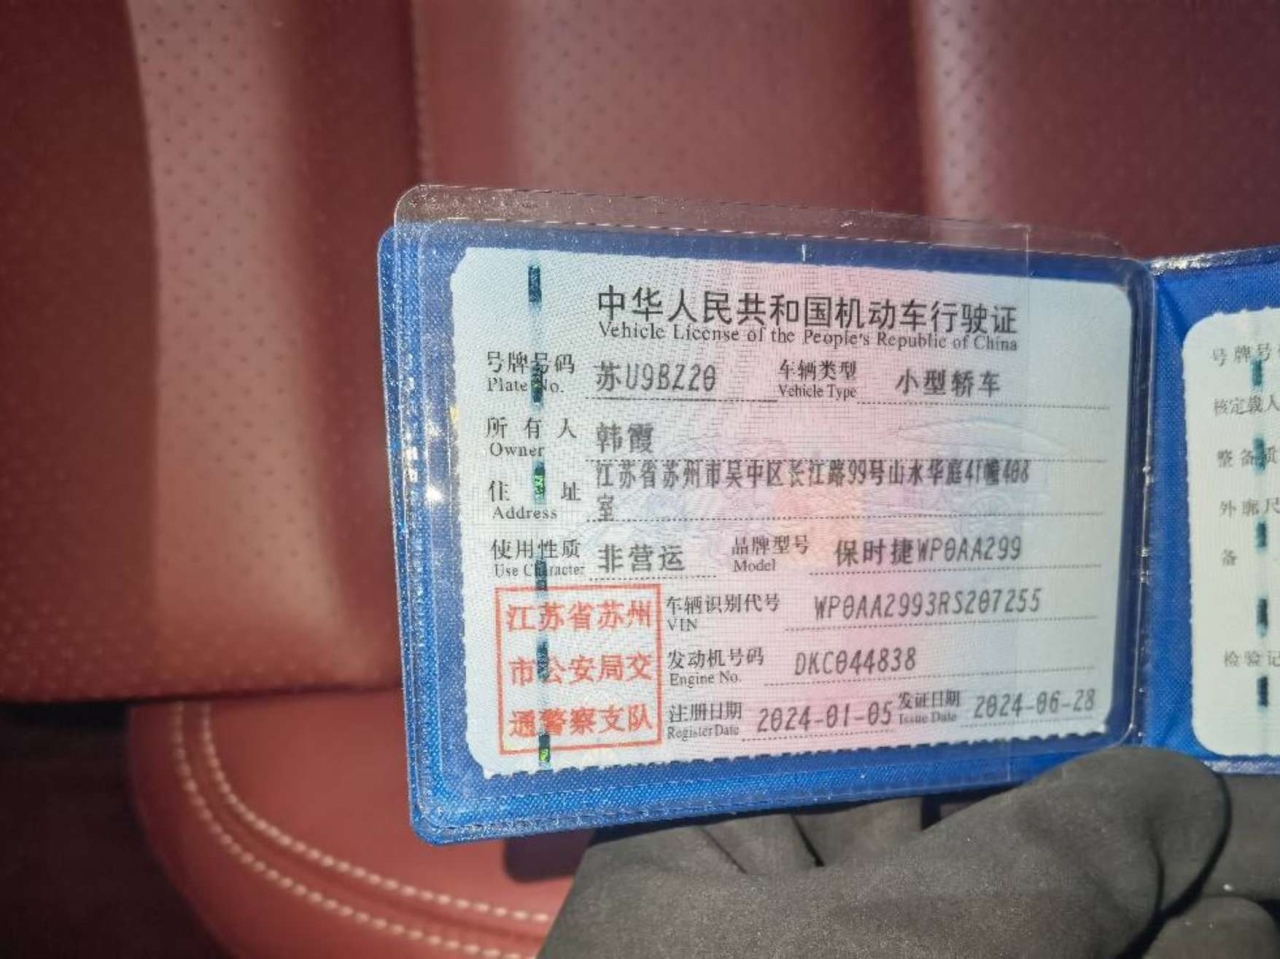 中华人民共和国机动车行驶证
Vehicle License of the People's Republic of China
号牌号码 苏U9BZ20 车辆类型 小型轿车
Plate No. Vehicle Type
所有人 韩霞
Owner
住址 江苏省苏州市吴中区长江路99号山水华庭41幢408
Address 室
使用性质 非营运 品牌型号 保时捷WP0AA299
Use Character Model
江苏省苏州
市公安局交
通警察支队
车辆识别代号 WP0AA2993RS207255
VIN
发动机号码 DKC044838
Engine No.
注册日期 2024-01-05 发证日期 2024-06-28
Register Date Issue Date
号牌号
核定载人
整备质
外廓尺
备
检验记